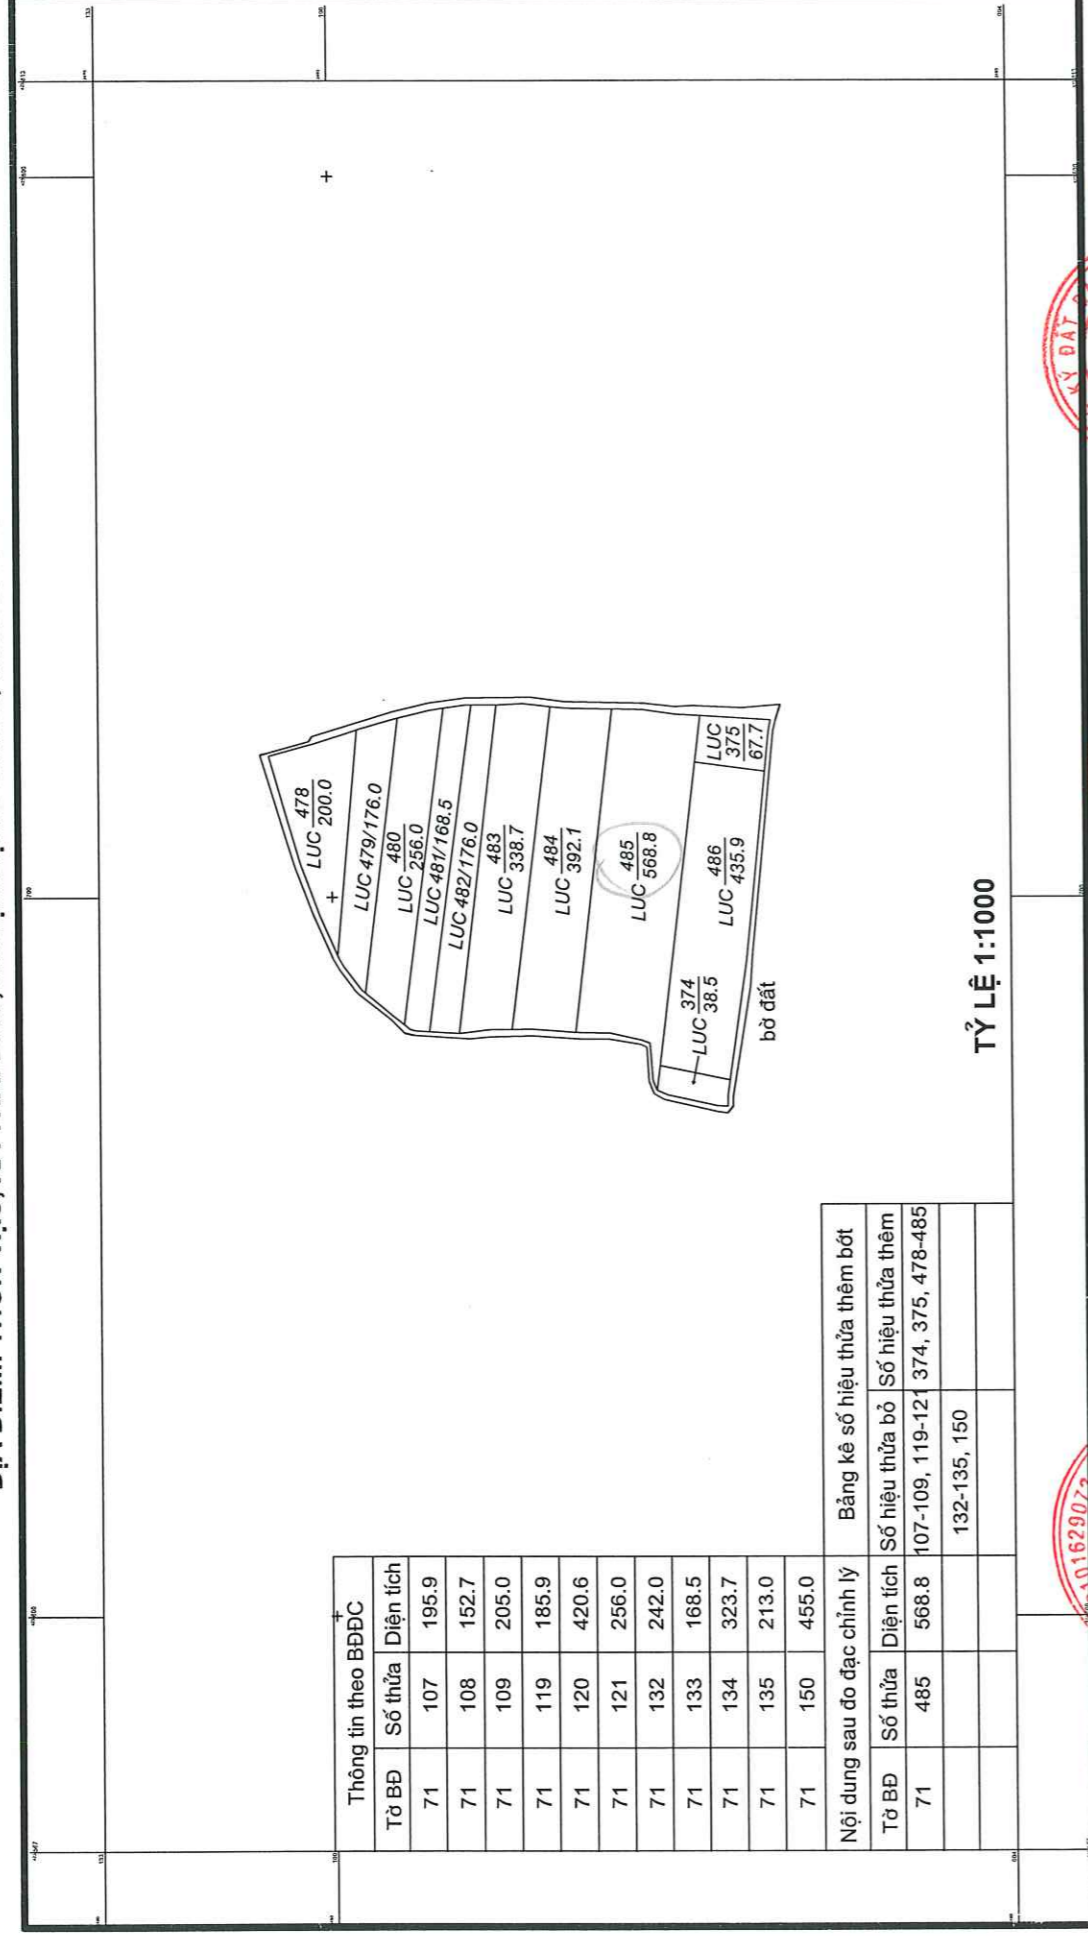 Thông tin theo BĐĐC
Tờ BĐ Số thửa Diện tích
71 107 195.9
71 108 152.7
71 109 205.0
71 119 185.9
71 120 420.6
71 121 256.0
71 132 242.0
71 133 168.5
71 134 323.7
71 135 213.0
71 150 455.0
Nội dung sau đo đạc chỉnh lý Bảng kê số hiệu thửa thêm bớt
Tờ BĐ Số thửa Diện tích Số hiệu thửa bỏ Số hiệu thửa thêm
71 485 568.8 107-109, 119-121 374, 375, 478-485
132-135, 150
LUC 478
200.0
LUC 479/176.0
LUC 480
256.0
LUC 481/168.5
LUC 482/176.0
LUC 483
338.7
LUC 484
392.1
LUC 485
568.8
LUC 486
435.9
LUC 374
38.5
LUC
375
67.7
bờ đất
TỶ LỆ 1:1000
KÝ ĐẤT